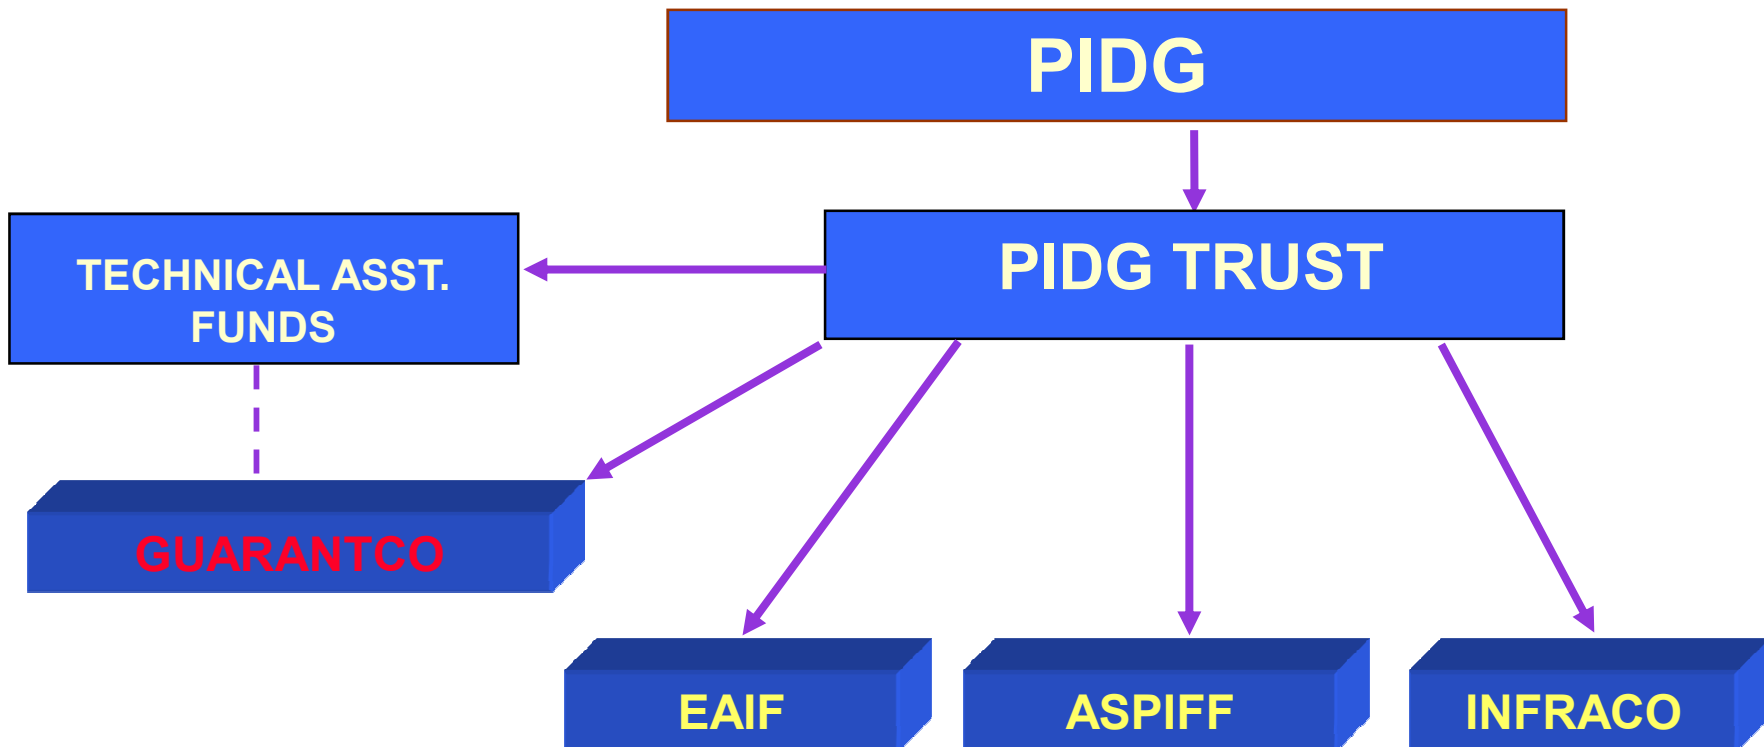 PIDG
PIDG TRUST
TECHNICAL ASST.
FUNDS
GUARANTCO
EAIF
ASPIFF
INFRACO